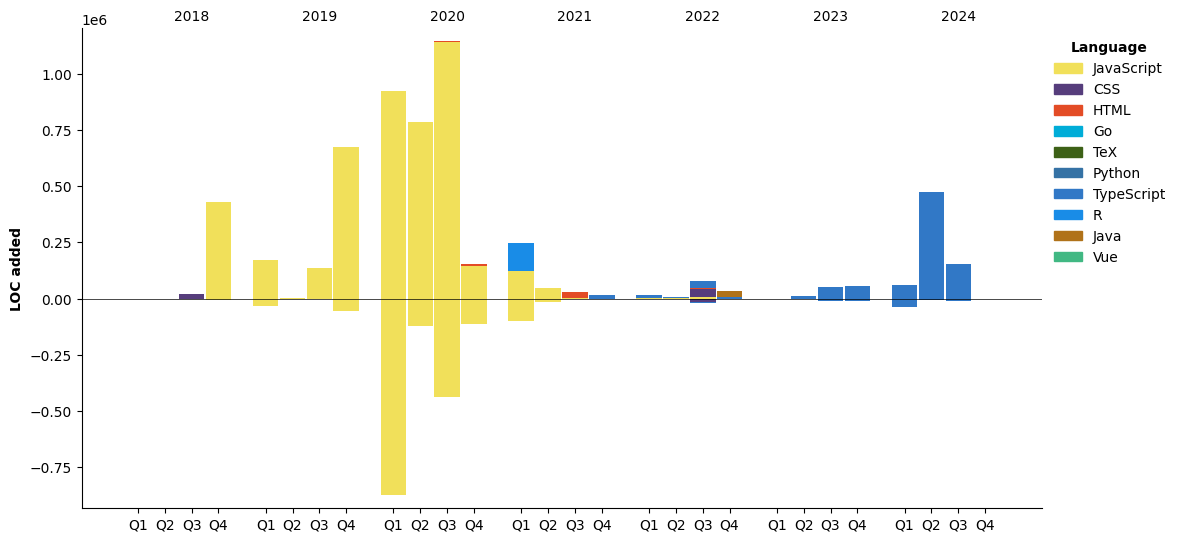 1e6
2018 2019 2020 2021 2022 2023 2024
LOC added
1.00
0.75
0.50
0.25
0.00
−0.25
−0.50
−0.75
Q1 Q2 Q3 Q4 Q1 Q2 Q3 Q4 Q1 Q2 Q3 Q4 Q1 Q2 Q3 Q4 Q1 Q2 Q3 Q4 Q1 Q2 Q3 Q4 Q1 Q2 Q3 Q4
Language
JavaScript
CSS
HTML
Go
TeX
Python
TypeScript
R
Java
Vue